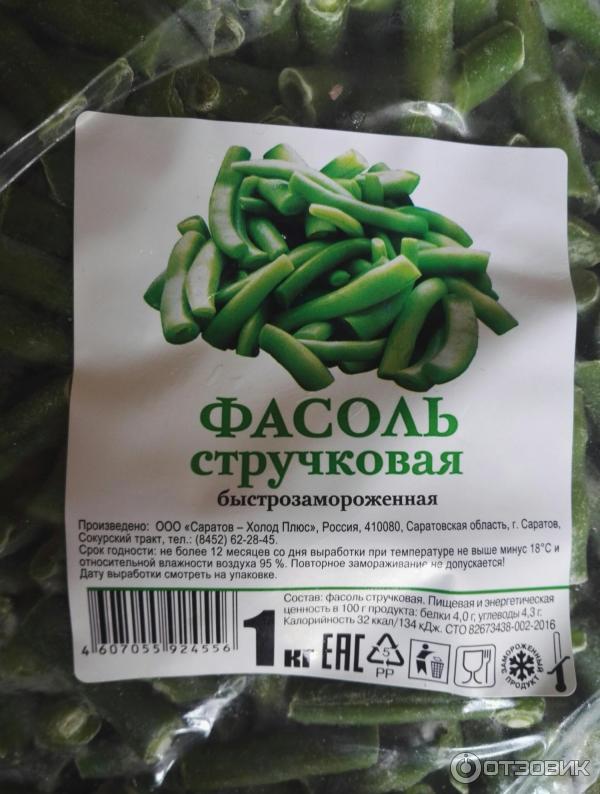 ФАСОЛЬ
стручковая
быстрозамороженная
Произведено: ООО «Саратов – Холод Плюс», Россия, 410080, Саратовская область, г. Саратов,
Сокурский тракт, тел.: (8452) 62-28-45.
Срок годности: не более 12 месяцев со дня выработки при температуре не выше минус 18°С и
относительной влажности воздуха 95 %. Повторное замораживание не допускается!
Дату выработки смотреть на упаковке.
Состав: фасоль стручковая. Пищевая и энергетическая
ценность в 100 г продукта: белки 4,0 г, углеводы 4,3 г.
Калорийность 32 ккал/134 кДж. СТО 82673438-002-2016
4607055924556
1 кг
ЕАС
5
PP
ЗАМОРОЖЕННЫЙ
ПРОДУКТ
ОТЗОВИК